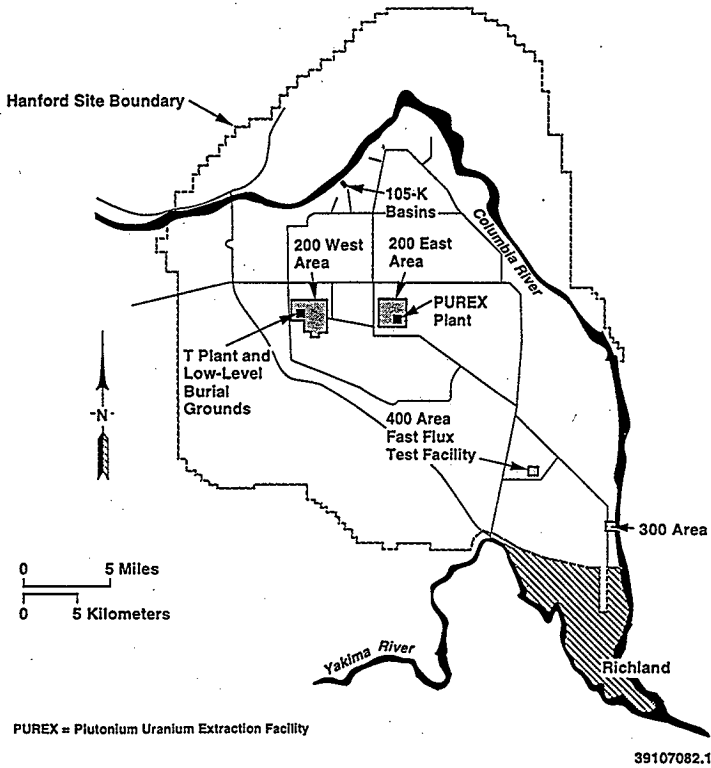 Hanford Site Boundary
105-K
Basins
Columbia River
200 West
Area
200 East
Area
PUREX
Plant
T Plant and
Low-Level
Burial
Grounds
-N-
400 Area
Fast Flux
Test Facility
300 Area
0 5 Miles
0 5 Kilometers
Yakima River
Richland
PUREX = Plutonium Uranium Extraction Facility
39107082.1